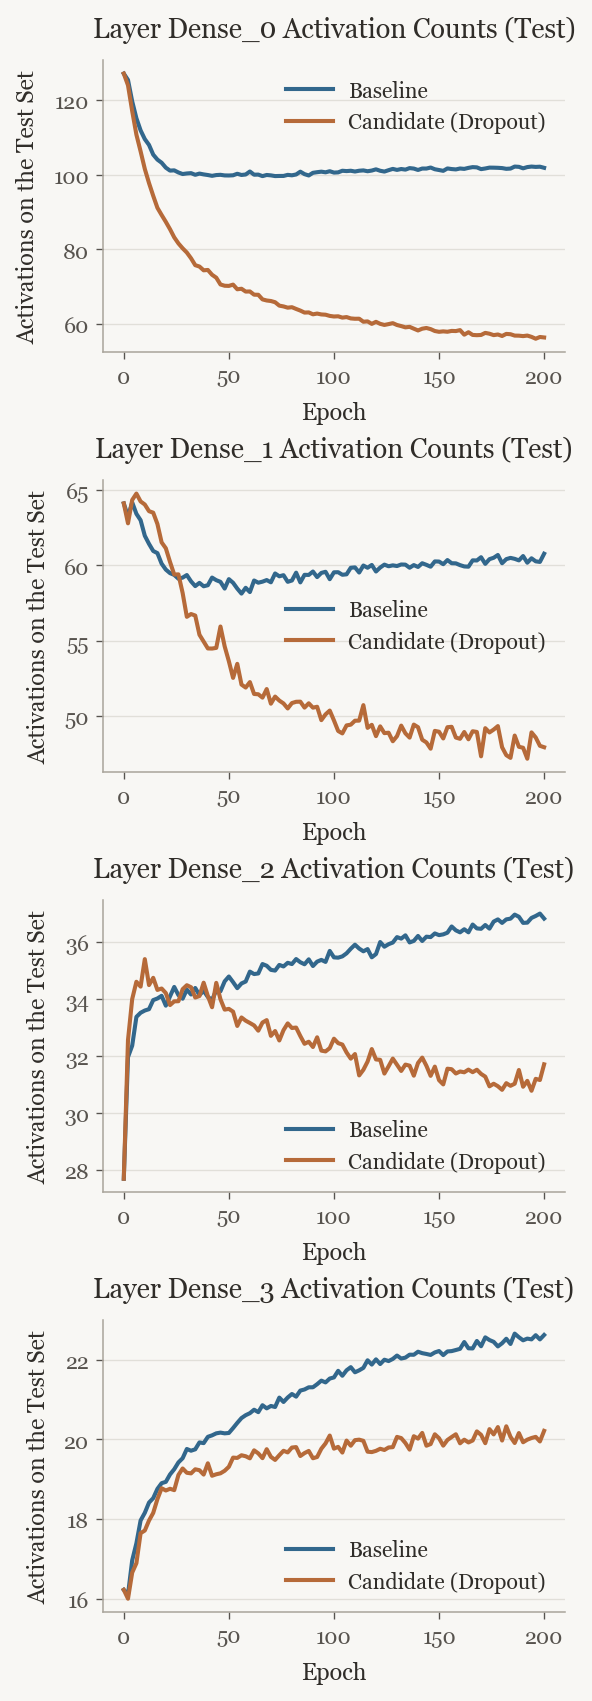 Layer Dense_0 Activation Counts (Test)
Activations on the Test Set
120
100
80
60
Baseline
Candidate (Dropout)
0 50 100 150 200
Epoch
Layer Dense_1 Activation Counts (Test)
Activations on the Test Set
65
60
55
50
Baseline
Candidate (Dropout)
0 50 100 150 200
Epoch
Layer Dense_2 Activation Counts (Test)
Activations on the Test Set
36
34
32
30
28
Baseline
Candidate (Dropout)
0 50 100 150 200
Epoch
Layer Dense_3 Activation Counts (Test)
Activations on the Test Set
22
20
18
16
Baseline
Candidate (Dropout)
0 50 100 150 200
Epoch